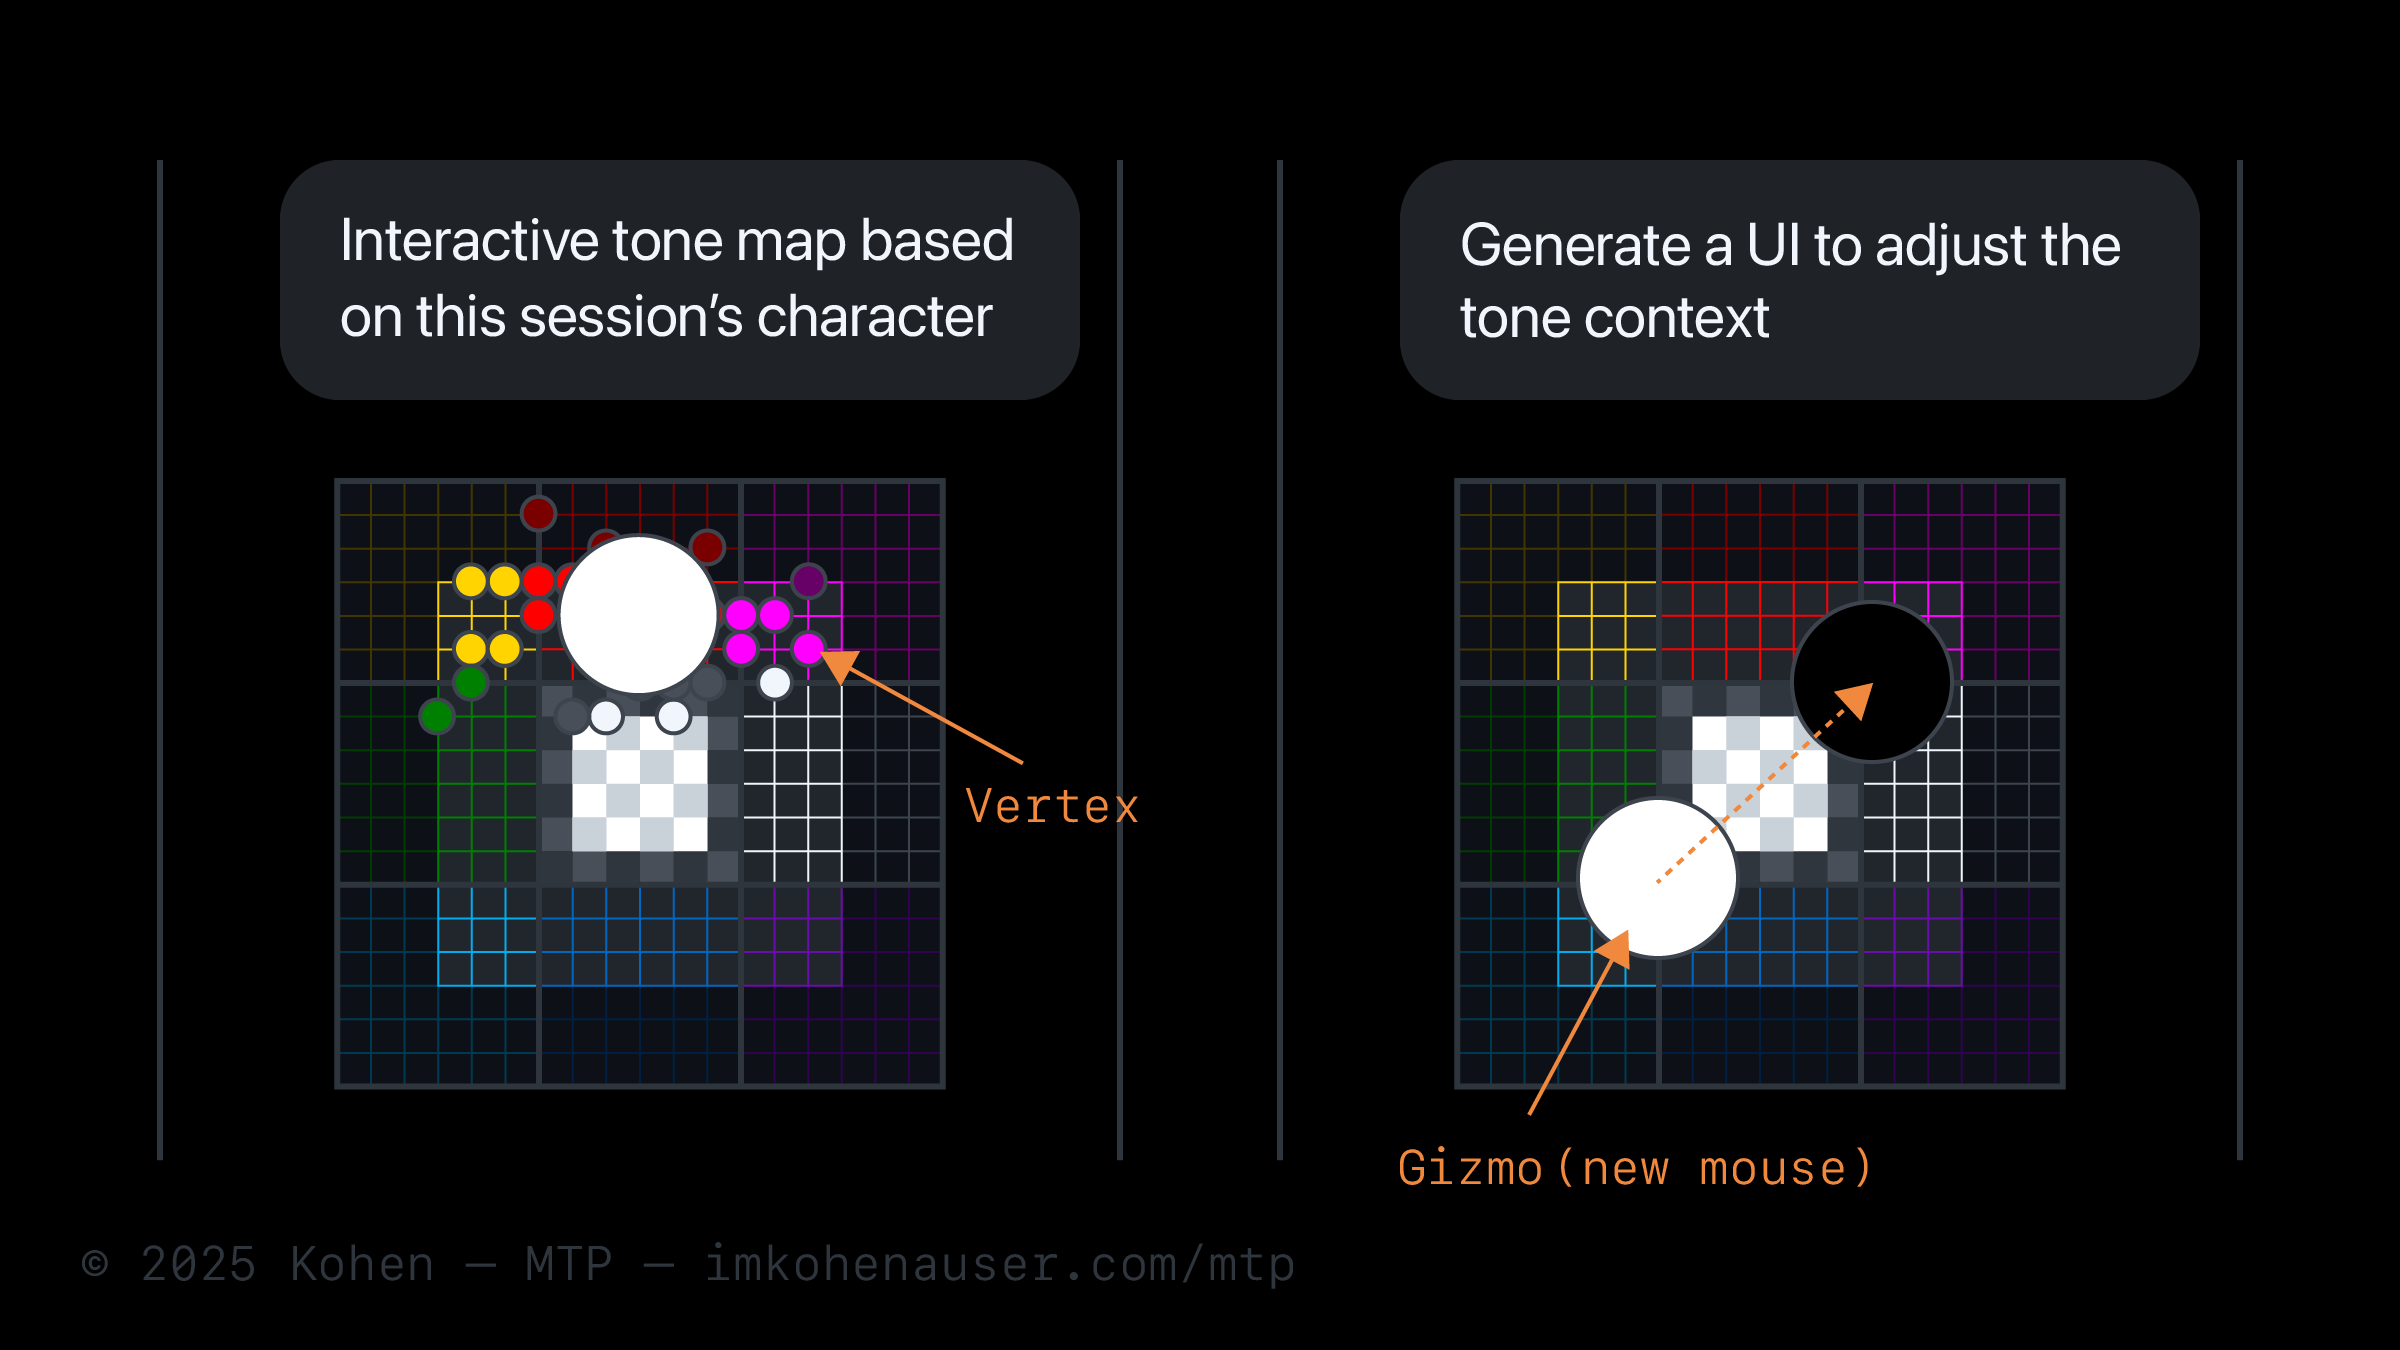 Interactive tone map based
on this session’s character
Generate a UI to adjust the
tone context
Vertex
Gizmo(new mouse)
© 2025 Kohen — MTP — imkohenauser.com/mtp